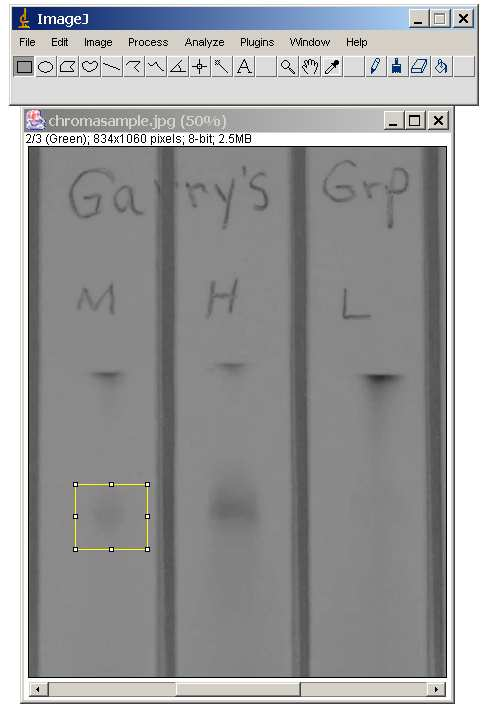 ImageJ
File Edit Image Process Analyze Plugins Window Help
A
chromasample.jpg (50%)
2/3 (Green); 834x1060 pixels; 8-bit; 2.5MB
Garry's Grp
M H L